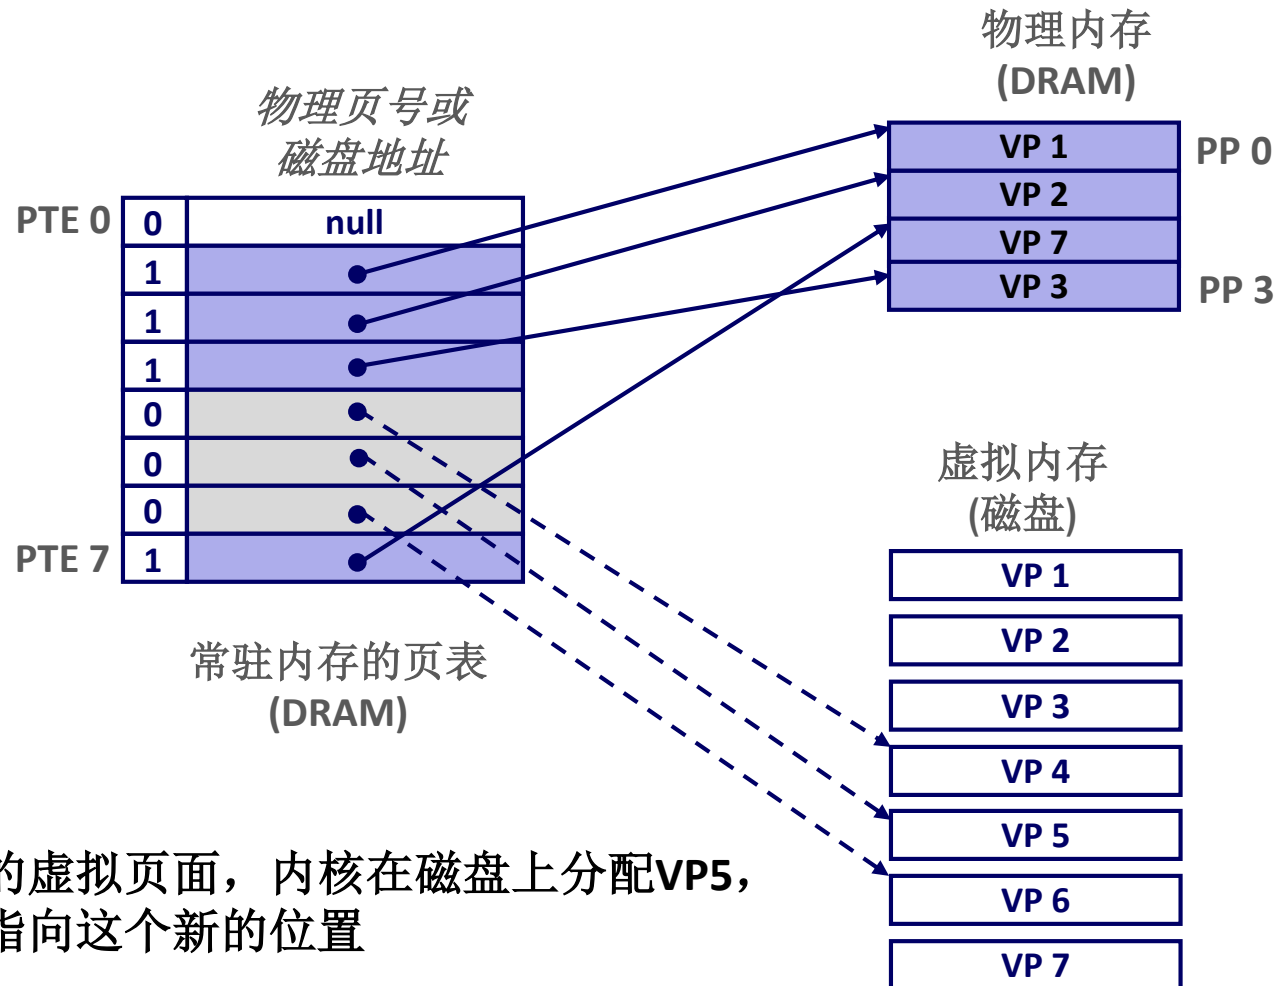 物理内存
(DRAM)
物理页号或
磁盘地址
VP 1
PP 0
VP 2
VP 7
VP 3
PP 3
PTE 0
0
null
1
1
1
0
0
0
PTE 7
1
常驻内存的页表
(DRAM)
虚拟内存
(磁盘)
VP 1
VP 2
VP 3
VP 4
VP 5
VP 6
VP 7
的虚拟页面，内核在磁盘上分配VP5，
指向这个新的位置